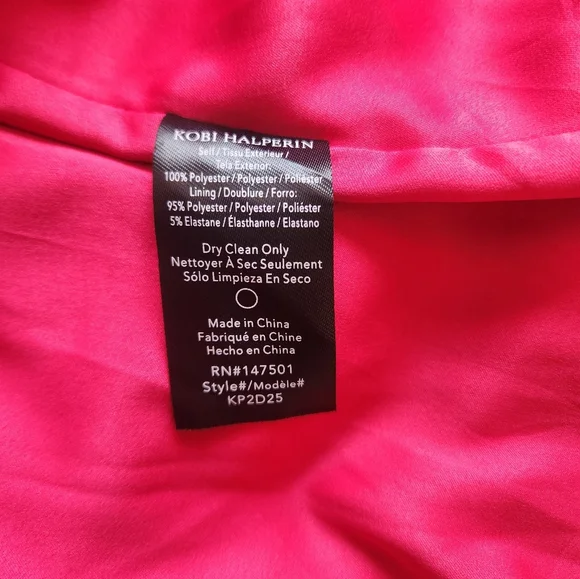 KOBI HALPERIN
Self / Tissu Extérieur /
Tela Exterior:
100% Polyester / Polyester / Poliéster
Lining / Doublure / Forro:
95% Polyester / Polyester / Poliéster
5% Elastane / Élasthanne / Elastano
Dry Clean Only
Nettoyer À Sec Seulement
Sólo Limpieza En Seco
Made in China
Fabriqué en Chine
Hecho en China
RN#147501
Style#/Modèle#
KP2D25